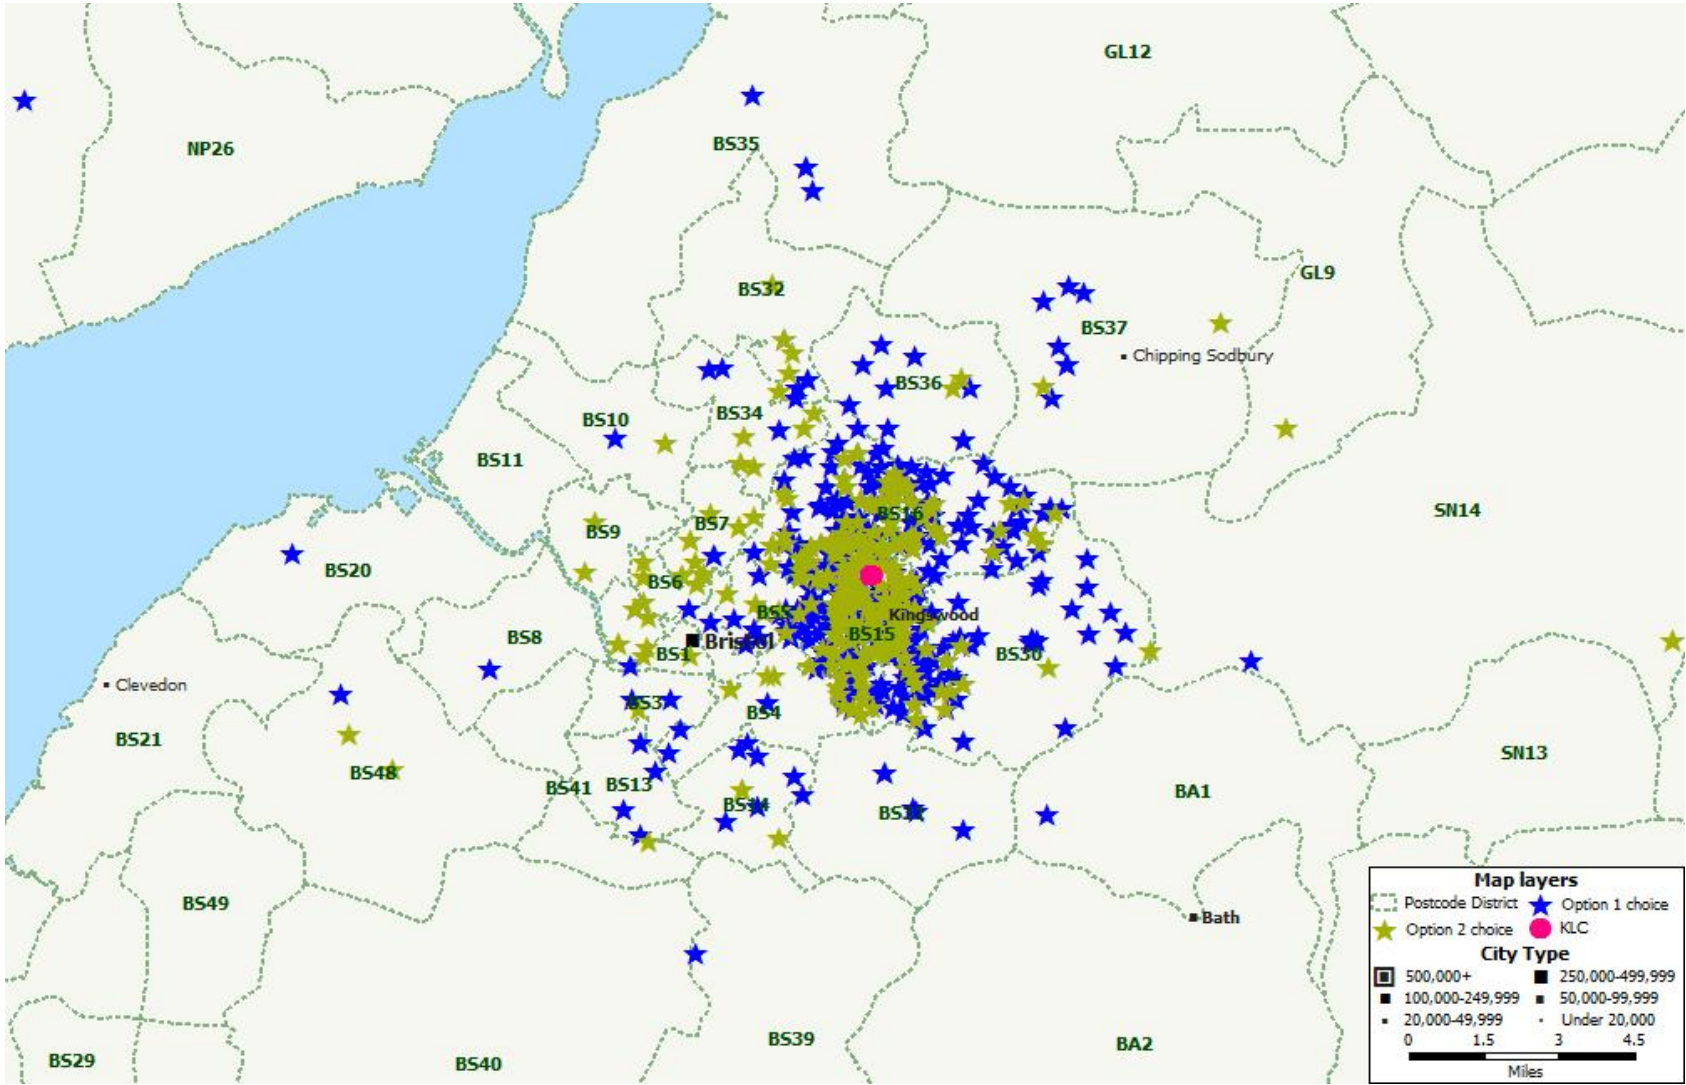 GL12
BS35
NP26
GL9
BS32
BS37
Chipping Sodbury
BS36
BS34
BS10
BS11
SN14
BS16
BS7
BS9
BS20
BS6
BS5
Kingswood
BS15
BS8
Bristol
BS1
BS30
Clevedon
BS3
BS4
BS21
SN13
BS48
BS41
BS13
BA1
BS14
BS31
BS49
Bath
BS39
BA2
BS29
BS40
Map layers
Postcode District
Option 1 choice
Option 2 choice
KLC
City Type
500,000+
250,000-499,999
100,000-249,999
50,000-99,999
20,000-49,999
Under 20,000
0 1.5 3 4.5
Miles